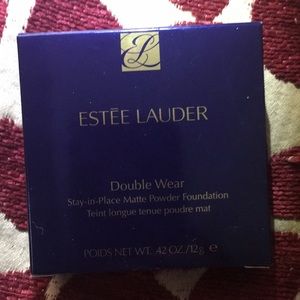 EL
ESTĒE LAUDER
Double Wear
Stay-in-Place Matte Powder Foundation
Teint longue tenue poudre mat
POIDS NET WT. .42 OZ./12g ℮